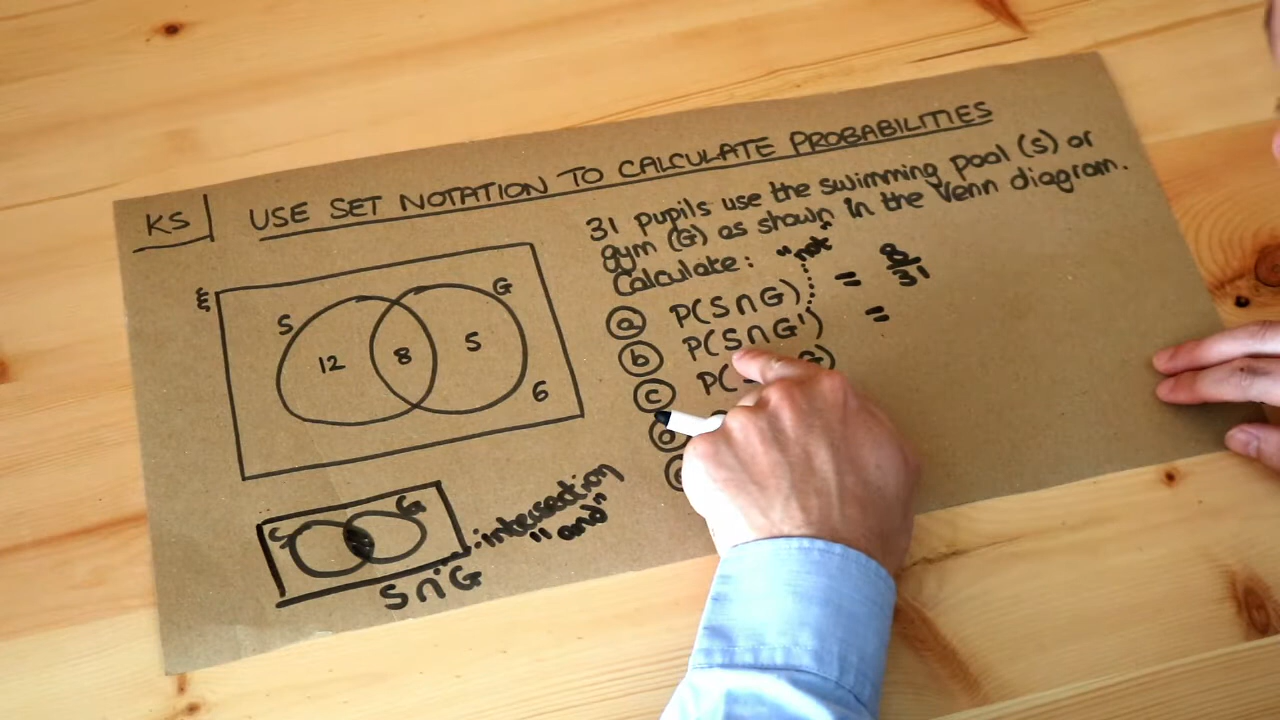 KS
USE SET NOTATION TO CALCULATE PROBABILITIES
31 pupils use the swimming pool (S) or
gym (G) as shown in the Venn diagram.
Calculate:
"not"
ⓐ P(S∩G) = 8/31
ⓑ P(S∩G') =
ⓒ P(
ξ
S
G
12
8
5
6
G
S∩G
intersection
"and"